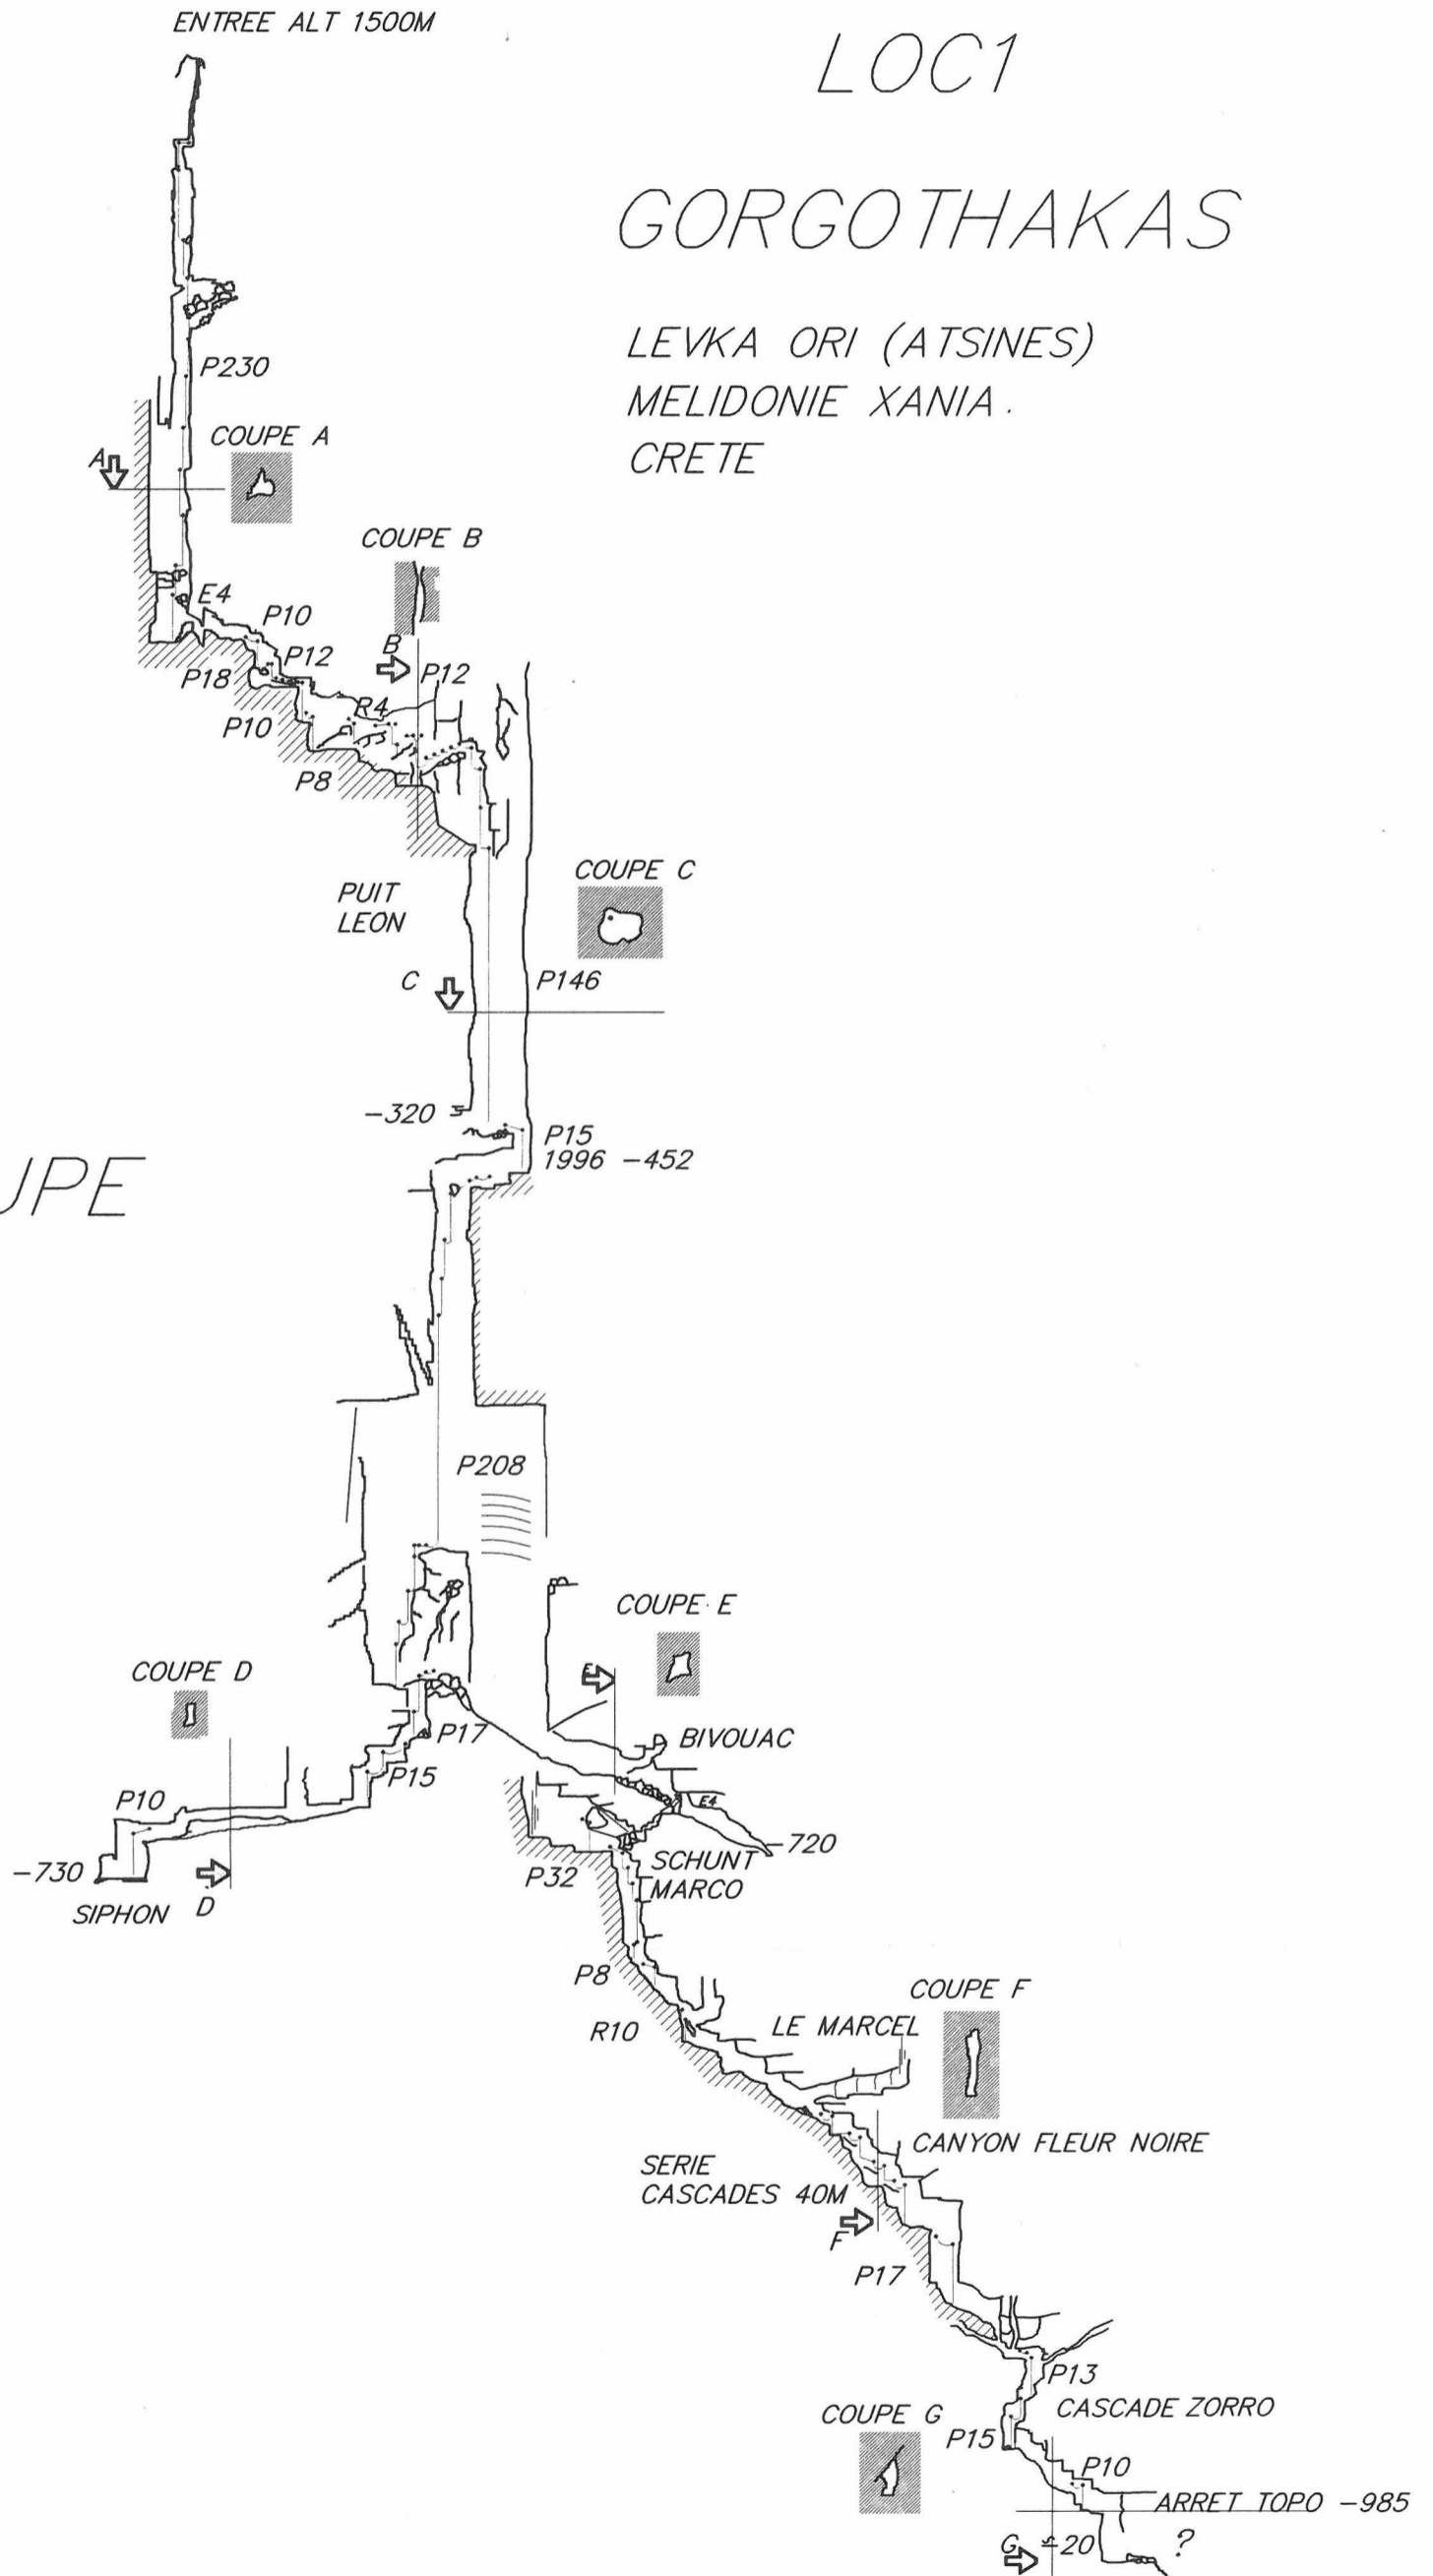 ENTREE ALT 1500M
LOC1
GORGOTHAKAS
LEVKA ORI (ATSINES)
MELIDONIE XANIA.
CRETE
P230
COUPE A
A
COUPE B
E4
P10
B
P12
P12
P18
R4
P10
P8
COUPE C
PUIT
LEON
C
P146
-320
P15
1996 -452
UPE
P208
COUPE E
E
COUPE D
P17
BIVOUAC
P15
P10
E4
-720
-730
P32
SCHUNT
MARCO
SIPHON
D
P8
COUPE F
R10
LE MARCEL
CANYON FLEUR NOIRE
SERIE
CASCADES 40M
F
P17
P13
CASCADE ZORRO
COUPE G
P15
P10
ARRET TOPO -985
G
20
?